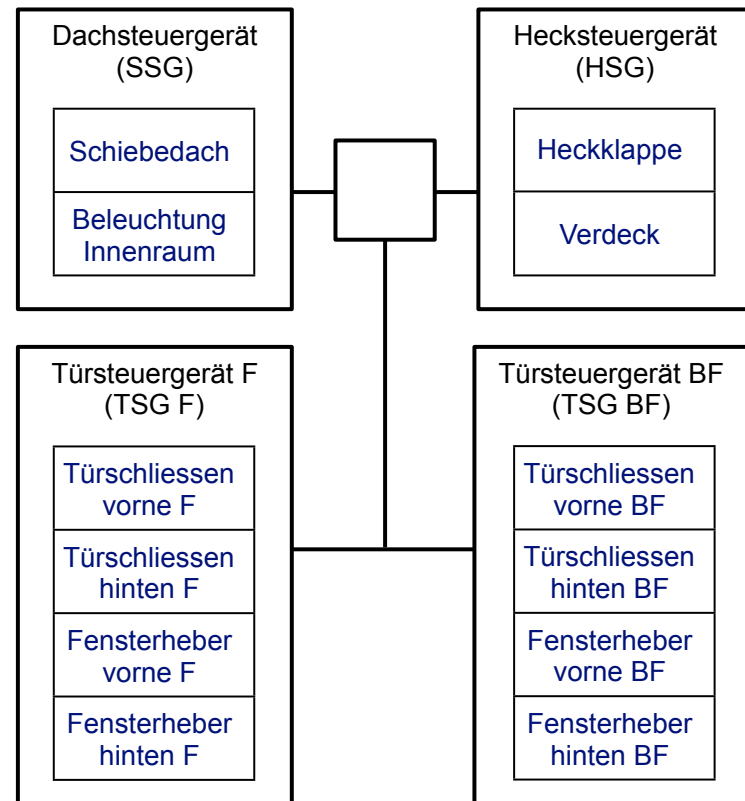 Dachsteuergerät
(SSG)
Schiebedach
Beleuchtung
Innenraum
Hecksteuergerät
(HSG)
Heckklappe
Verdeck
Türsteuergerät F
(TSG F)
Türschliessen
vorne F
Türschliessen
hinten F
Fensterheber
vorne F
Fensterheber
hinten F
Türsteuergerät BF
(TSG BF)
Türschliessen
vorne BF
Türschliessen
hinten BF
Fensterheber
vorne BF
Fensterheber
hinten BF